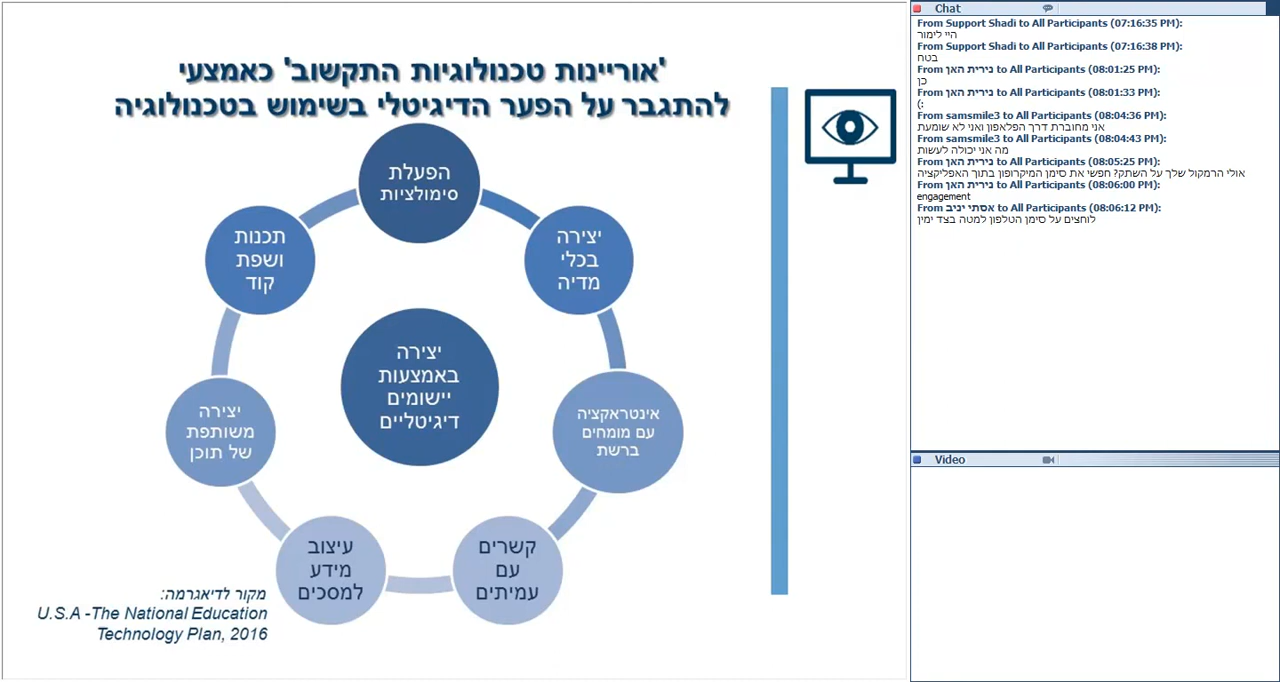 'אוריינות טכנולוגיות התקשוב' כאמצעי
להתגבר על הפער הדיגיטלי בשימוש בטכנולוגיה
הפעלת
סימולציות
יצירה
בכלי
מדיה
אינטראקציה
עם מומחים
ברשת
קשרים
עם
עמיתים
עיצוב
מידע
למסכים
יצירה
משותפת
של תוכן
תכנות
ושפת
קוד
יצירה
באמצעות
יישומים
דיגיטליים
מקור לדיאגרמה:
U.S.A -The National Education
Technology Plan, 2016
Chat
From Support Shadi to All Participants (07:16:35 PM):
היי לימור
From Support Shadi to All Participants (07:16:38 PM):
בטח
From נירית האן to All Participants (08:01:25 PM):
כן
From נירית האן to All Participants (08:01:33 PM):
(:
From samsmile3 to All Participants (08:04:36 PM):
אני מחוברת דרך הפלאפון ואני לא שומעת
From samsmile3 to All Participants (08:04:43 PM):
מה אני יכולה לעשות
From נירית האן to All Participants (08:05:25 PM):
אולי הרמקול שלך על השתק? חפשי את סימן המיקרופון בתוך האפליקציה
From נירית האן to All Participants (08:06:00 PM):
engagement
From אסתי יניב to All Participants (08:06:12 PM):
לוחצים על סימן הטלפון למטה בצד ימין
Video